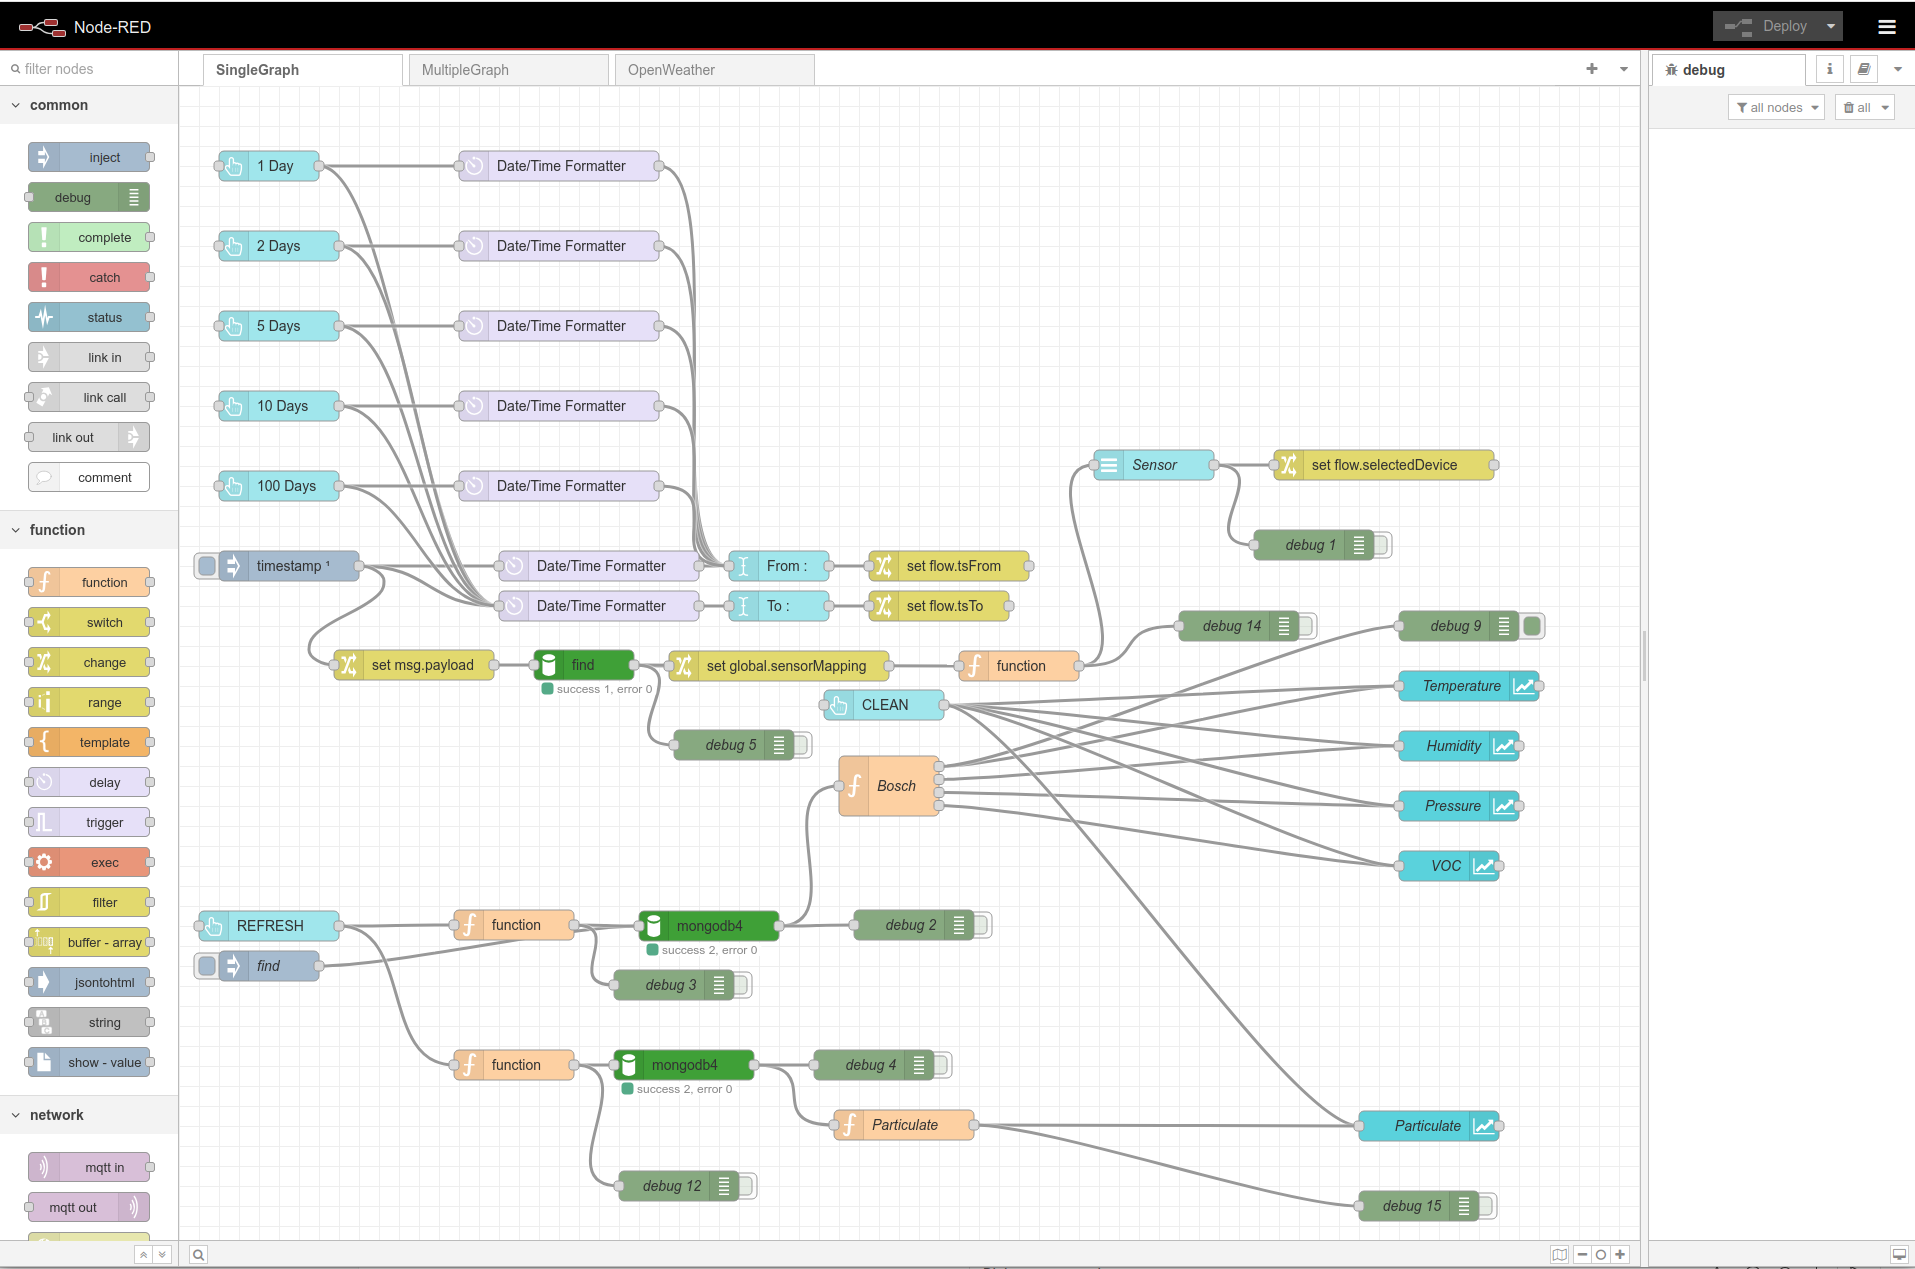 Node-RED
Deploy
filter nodes
SingleGraph
MultipleGraph
OpenWeather
debug
i
all nodes
all
common
inject
debug
complete
catch
status
link in
link call
link out
comment
function
function
switch
change
range
template
delay
trigger
exec
filter
buffer - array
jsontohtml
string
show - value
network
mqtt in
mqtt out
1 Day
Date/Time Formatter
2 Days
Date/Time Formatter
5 Days
Date/Time Formatter
10 Days
Date/Time Formatter
100 Days
Date/Time Formatter
Sensor
set flow.selectedDevice
debug 1
timestamp ¹
Date/Time Formatter
From :
set flow.tsFrom
Date/Time Formatter
To :
set flow.tsTo
debug 14
debug 9
set msg.payload
find
success 1, error 0
set global.sensorMapping
function
Temperature
CLEAN
debug 5
Humidity
Bosch
Pressure
VOC
REFRESH
function
mongodb4
success 2, error 0
debug 2
find
debug 3
function
mongodb4
success 2, error 0
debug 4
Particulate
Particulate
debug 12
debug 15